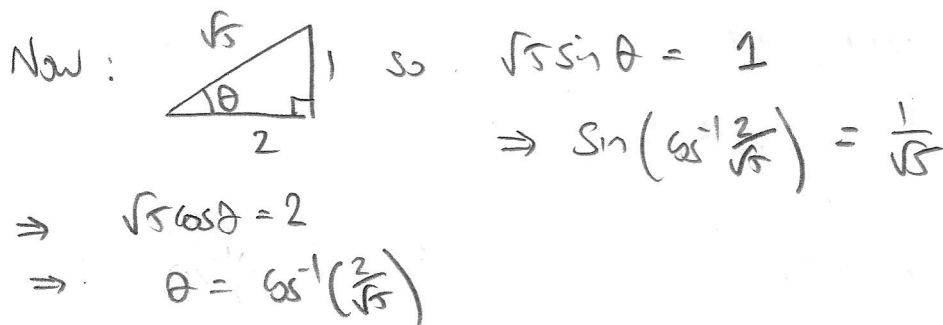 Now : √5 1 θ 2 so √5 sin θ = 1
⇒ Sin(cos⁻¹ 2/√5) = 1/√5
⇒ √5 cosθ = 2
⇒ θ = cos⁻¹(2/√5)